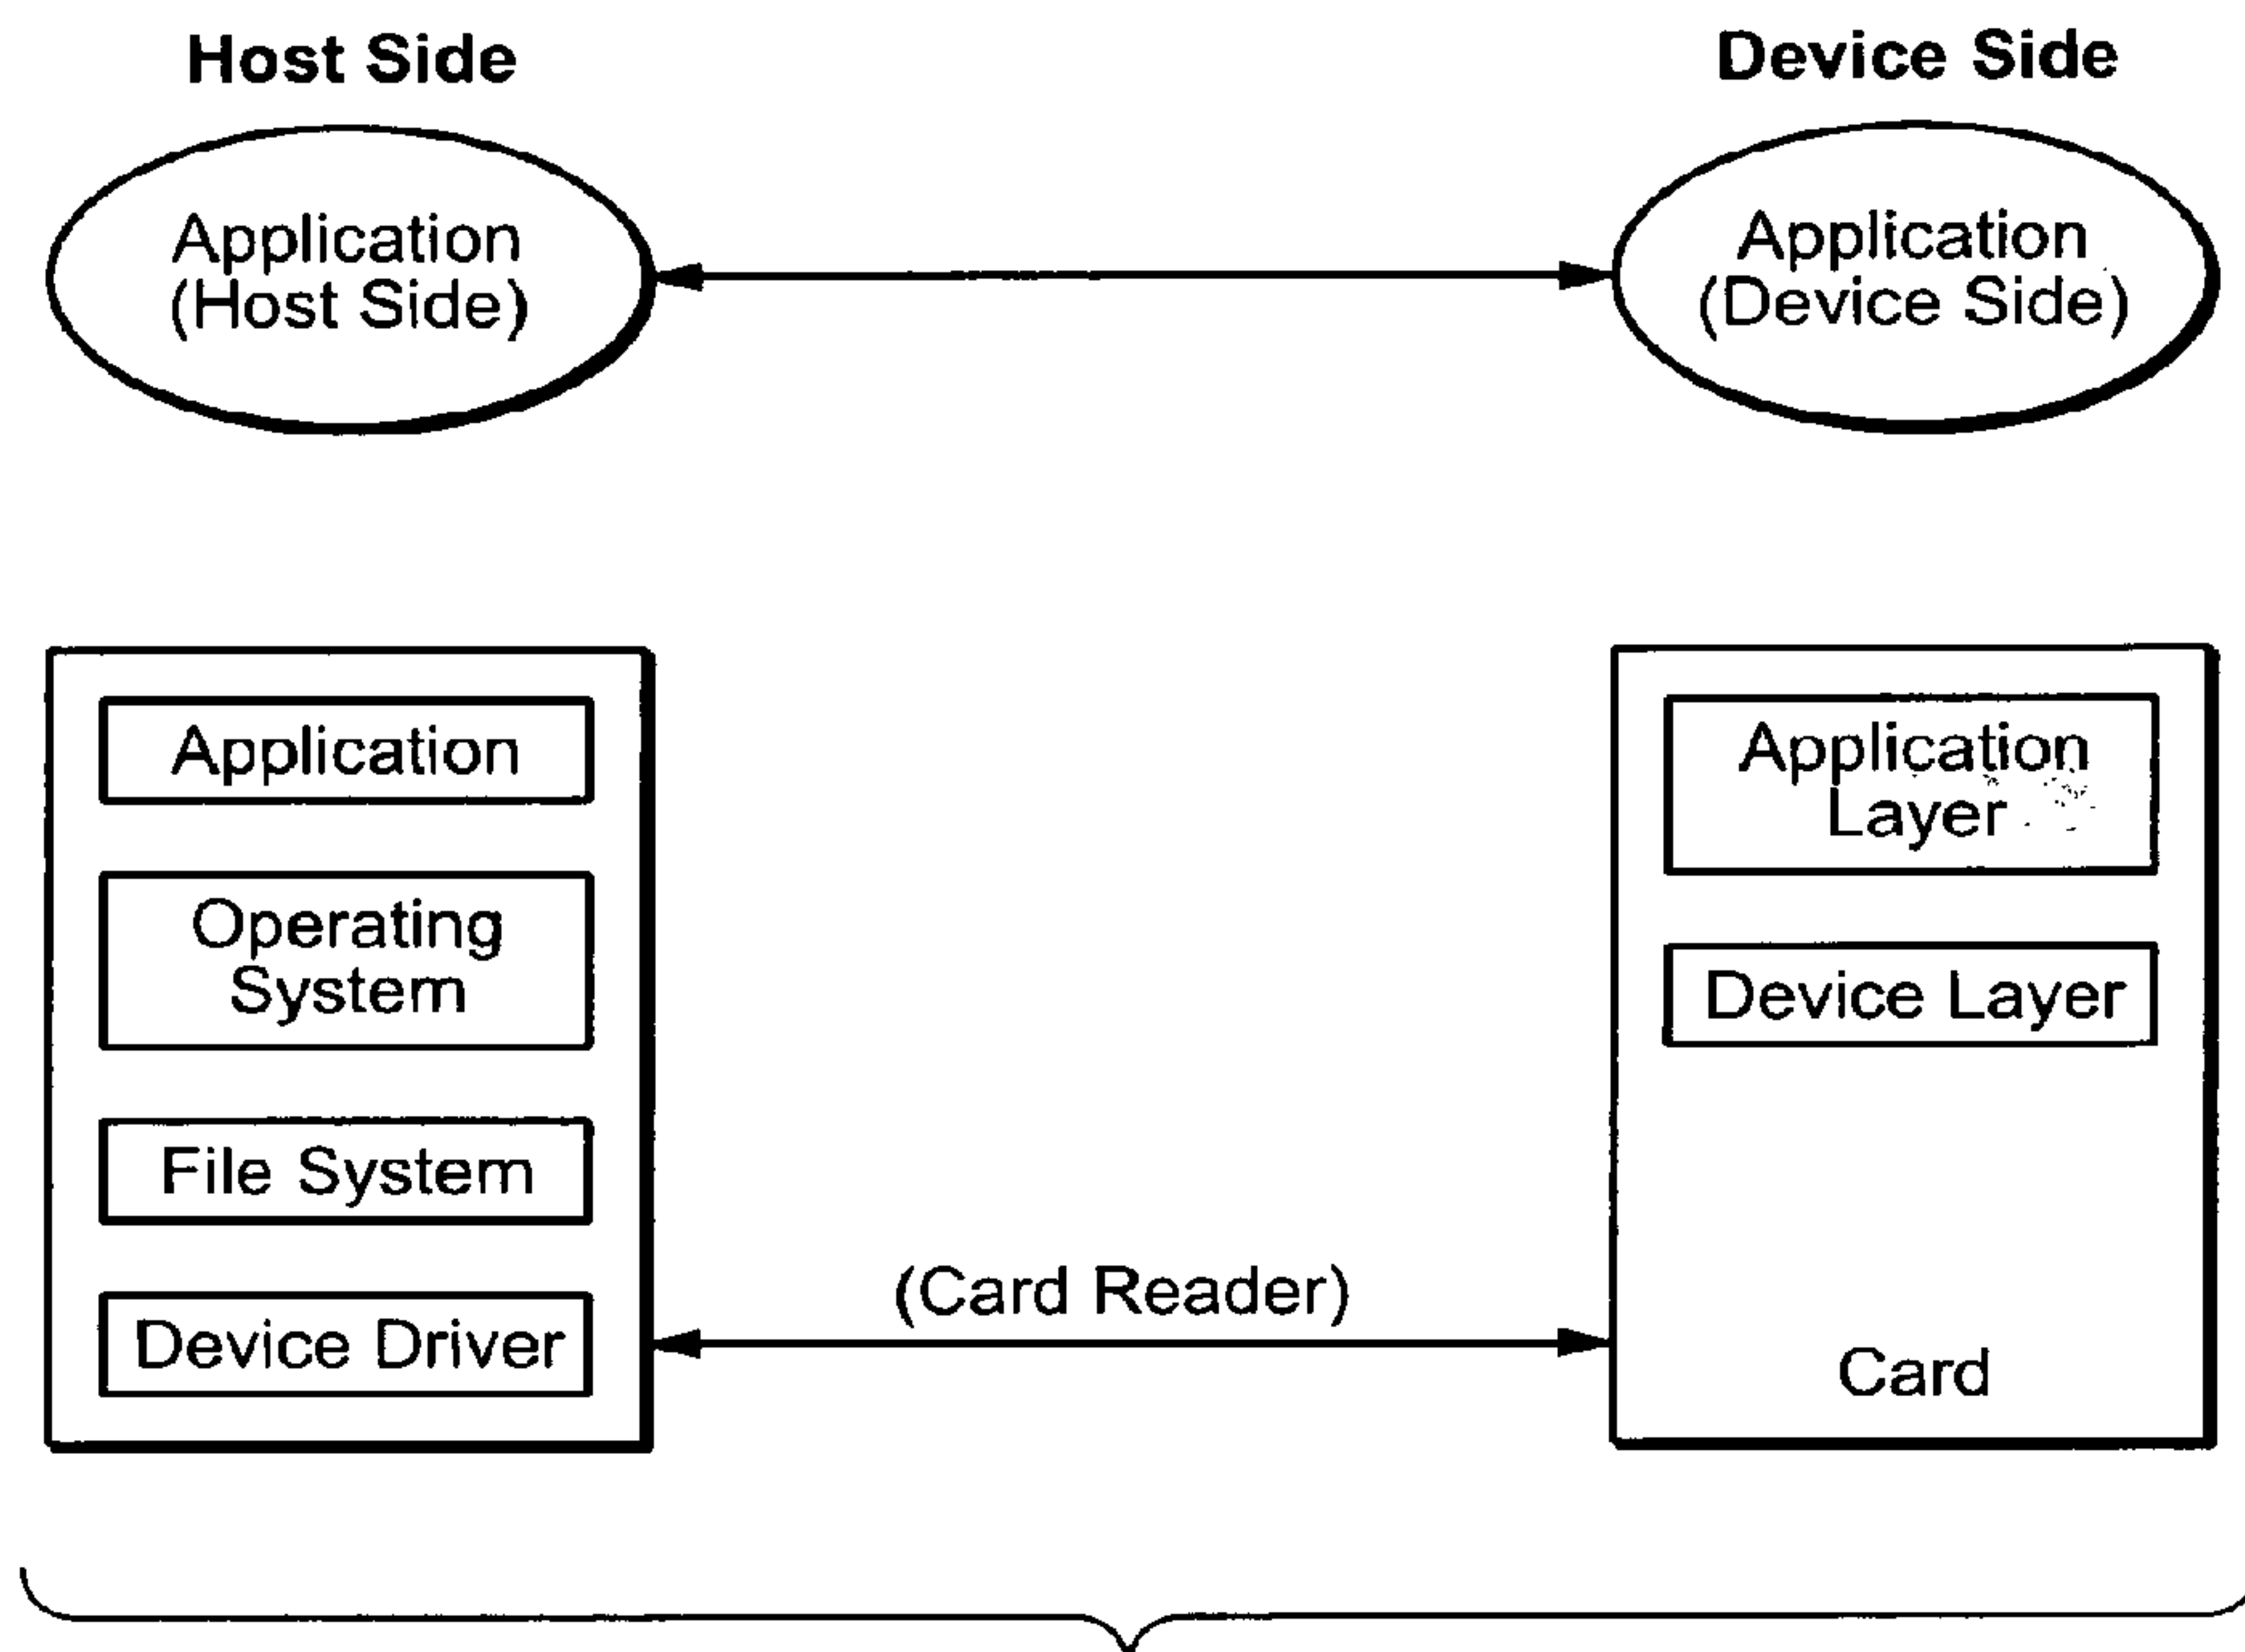 Host Side
Device Side
Application
(Host Side)
Application
(Device Side)
Application
Operating
System
File System
Device Driver
(Card Reader)
Application
Layer
Device Layer
Card